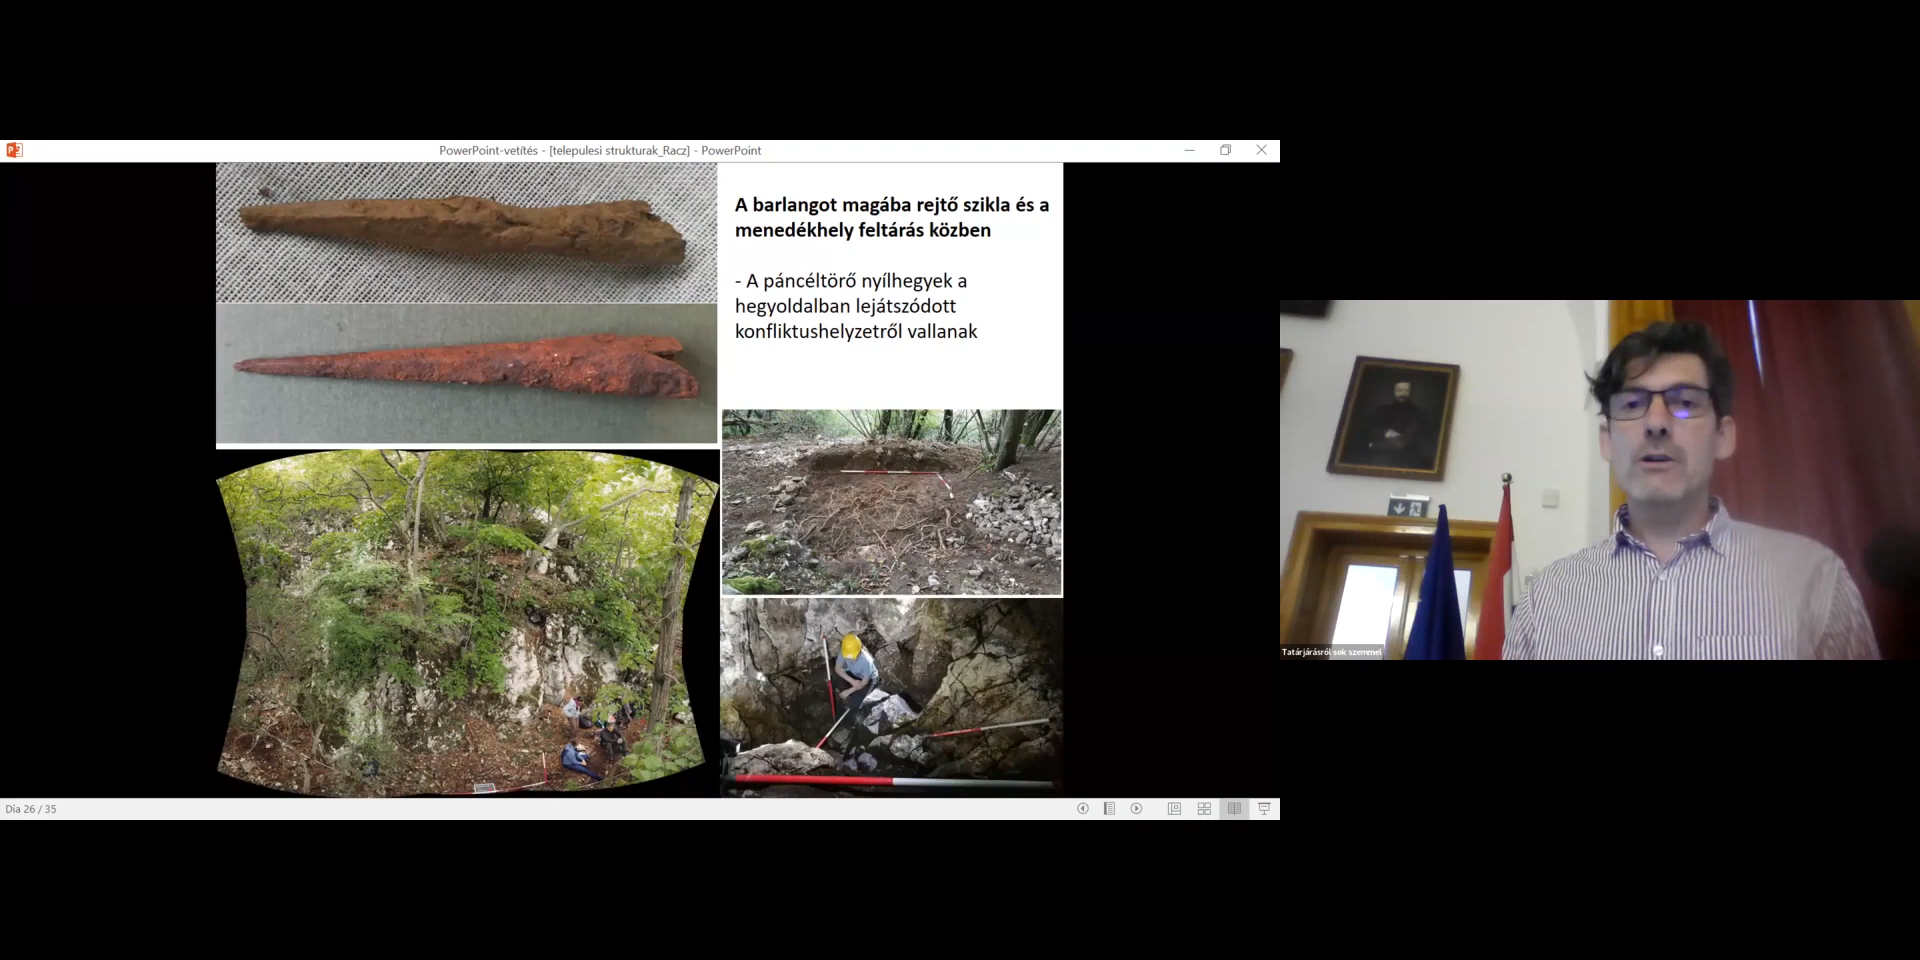 PowerPoint-vetítés - [telepulesi strukturak_Racz] - PowerPoint
A barlangot magába rejtő szikla és a
menedékhely feltárás közben
- A páncéltörő nyílhegyek a
hegyoldalban lejátszódott
konfliktushelyzetről vallanak
Tatárjárásról sok szemmel
Dia 26 / 35